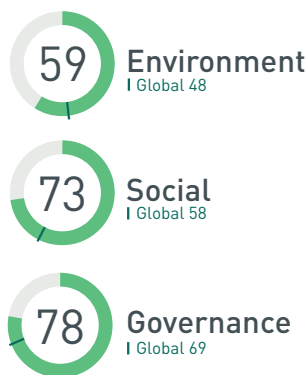 59
Environment
Global 48
73
Social
Global 58
78
Governance
Global 69